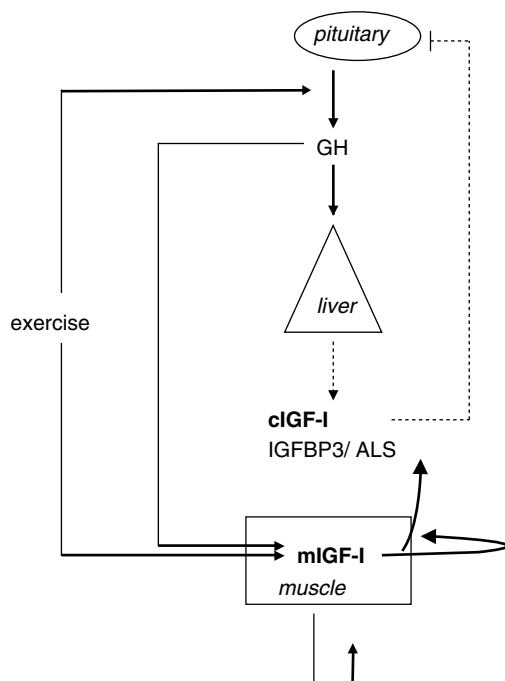 pituitary
GH
liver
exercise
cIGF-I
IGFBP3/ ALS
mIGF-I
muscle